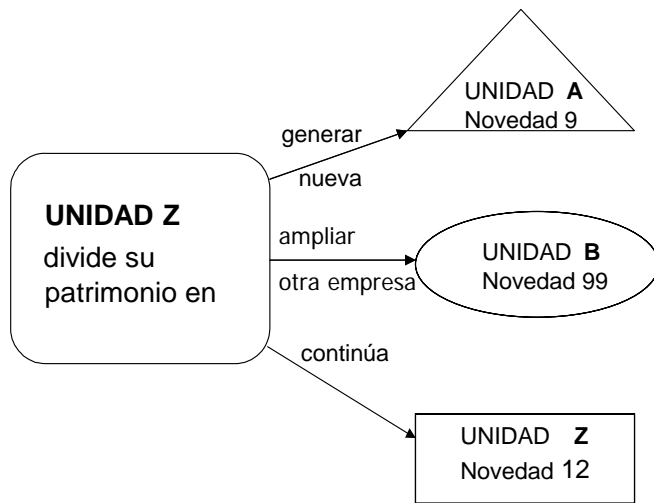 UNIDAD A
Novedad 9
generar
nueva
UNIDAD Z
divide su
patrimonio en
ampliar
otra empresa
UNIDAD B
Novedad 99
continúa
UNIDAD Z
Novedad 12